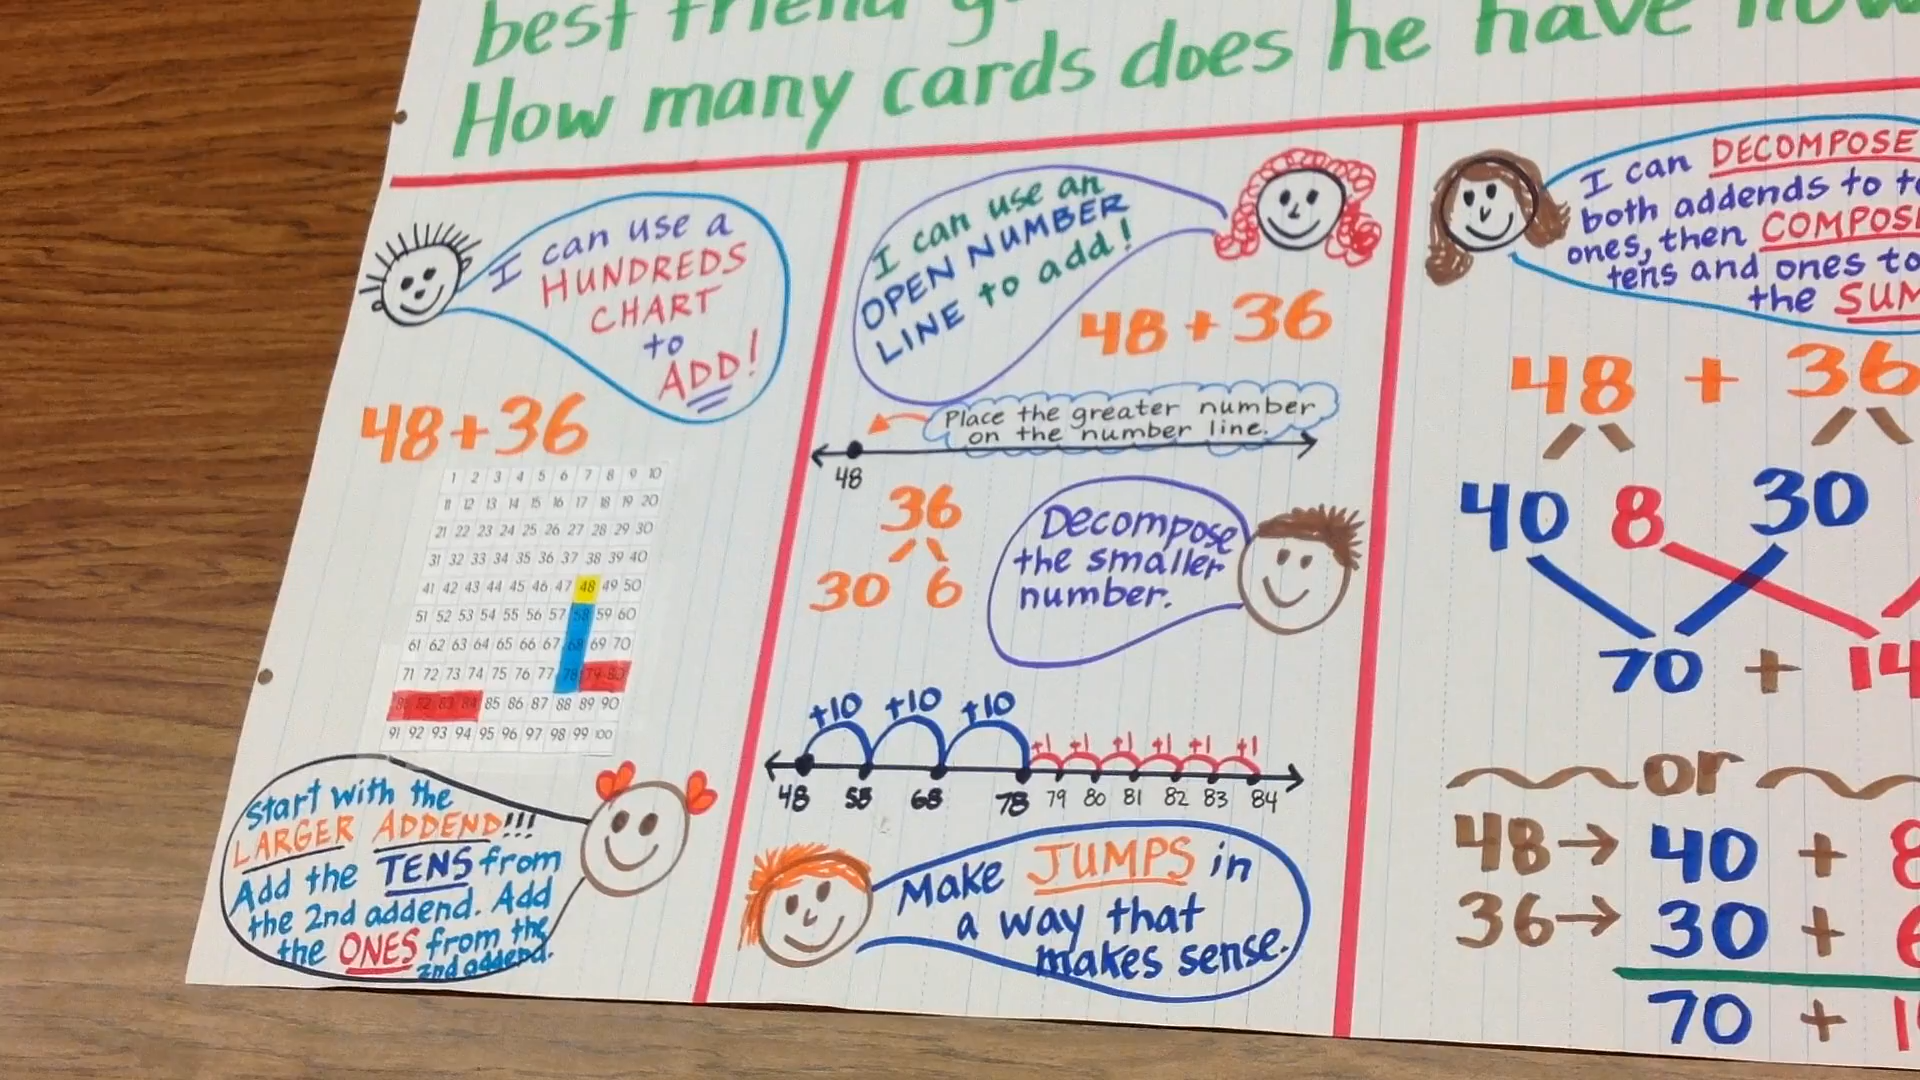 best friend
How many cards does he have now
I can use a
HUNDREDS
CHART
to
ADD!
48+36
1 2 3 4 5 6 7 8 9 10
11 12 13 14 15 16 17 18 19 20
21 22 23 24 25 26 27 28 29 30
31 32 33 34 35 36 37 38 39 40
41 42 43 44 45 46 47 48 49 50
51 52 53 54 55 56 57 58 59 60
61 62 63 64 65 66 67 68 69 70
71 72 73 74 75 76 77 78 79 80
81 82 83 84 85 86 87 88 89 90
91 92 93 94 95 96 97 98 99 100
Start with the
LARGER ADDEND!!!
Add the TENS from
the 2nd addend. Add
the ONES from the
2nd addend.
I can use an
OPEN NUMBER
LINE to add!
48 + 36
Place the greater number
on the number line.
48
36
30 6
Decompose
the smaller
number.
+10 +10 +10 +1 +1 +1 +1 +1 +1
48 58 68 78 79 80 81 82 83 84
Make JUMPS in
a way that
makes sense.
I can DECOMPOSE
both addends to
ones, then COMPOSE
tens and ones to
the SUM
48 + 36
40 8 30
70 + 14
or
48→ 40 + 8
36→ 30 + 6
70 + 1